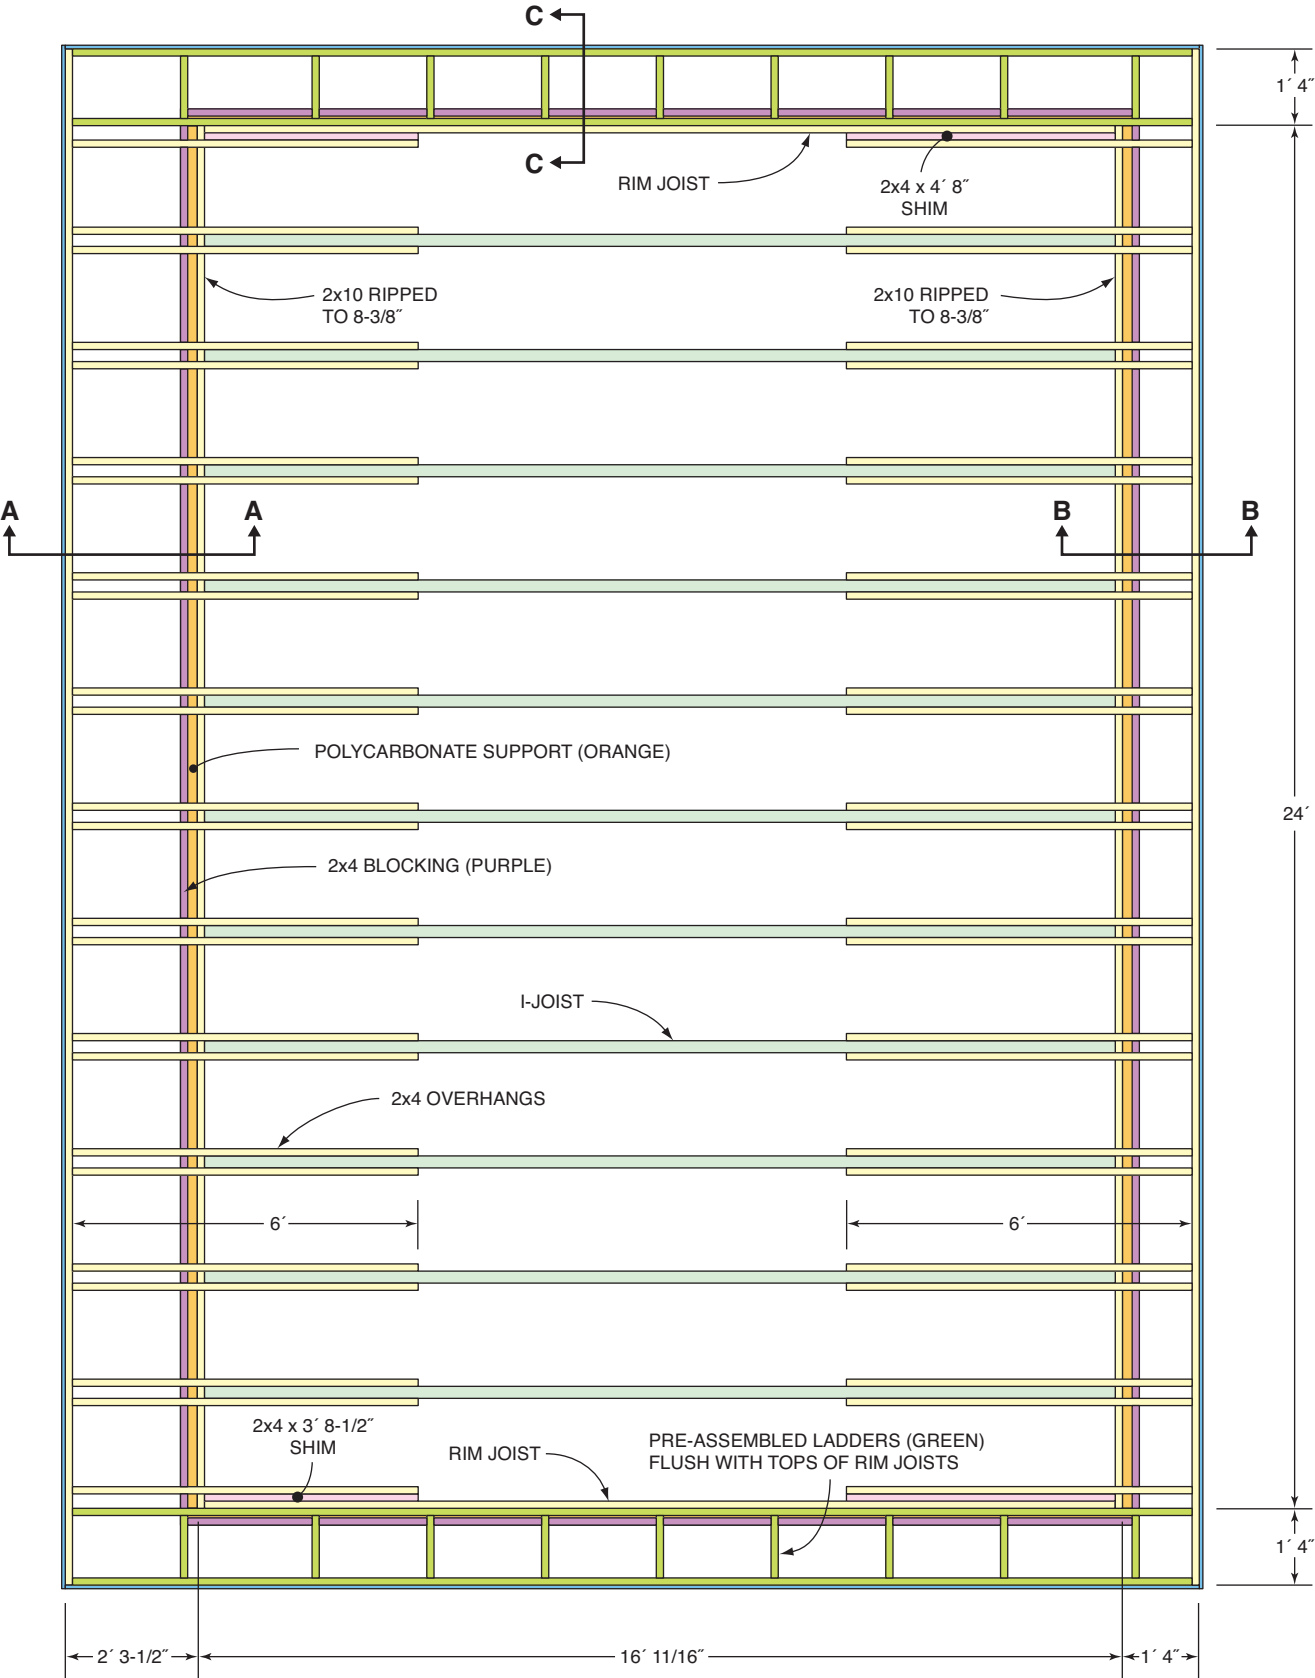 C
1´ 4˝
C
RIM JOIST
2x4 x 4´ 8˝
SHIM
2x10 RIPPED
TO 8-3/8˝
2x10 RIPPED
TO 8-3/8˝
A
A
B
B
POLYCARBONATE SUPPORT (ORANGE)
24´
2x4 BLOCKING (PURPLE)
I-JOIST
2x4 OVERHANGS
6´
6´
2x4 x 3´ 8-1/2˝
SHIM
RIM JOIST
PRE-ASSEMBLED LADDERS (GREEN)
FLUSH WITH TOPS OF RIM JOISTS
1´ 4˝
2´ 3-1/2˝
16´ 11/16˝
1´ 4˝